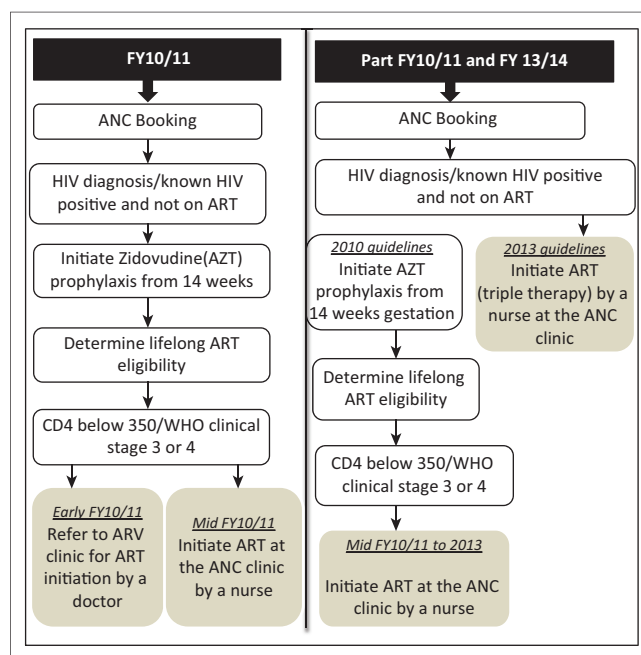 FY10/11
ANC Booking
HIV diagnosis/known HIV
positive and not on ART
Initiate Zidovudine(AZT)
prophylaxis from 14 weeks
Determine lifelong ART
eligibility
CD4 below 350/WHO clinical
stage 3 or 4
Early FY10/11
Refer to ARV
clinic for ART
initiation by a
doctor
Mid FY10/11
Initiate ART at
the ANC clinic
by a nurse
Part FY10/11 and FY 13/14
ANC Booking
HIV diagnosis/known HIV positive
and not on ART
2010 guidelines
Initiate AZT
prophylaxis from
14 weeks gestation
Determine lifelong
ART eligibility
CD4 below 350/WHO
clinical stage 3 or 4
Mid FY10/11 to 2013
Initiate ART at the ANC
clinic by a nurse
2013 guidelines
Initiate ART
(triple therapy) by a
nurse at the ANC
clinic